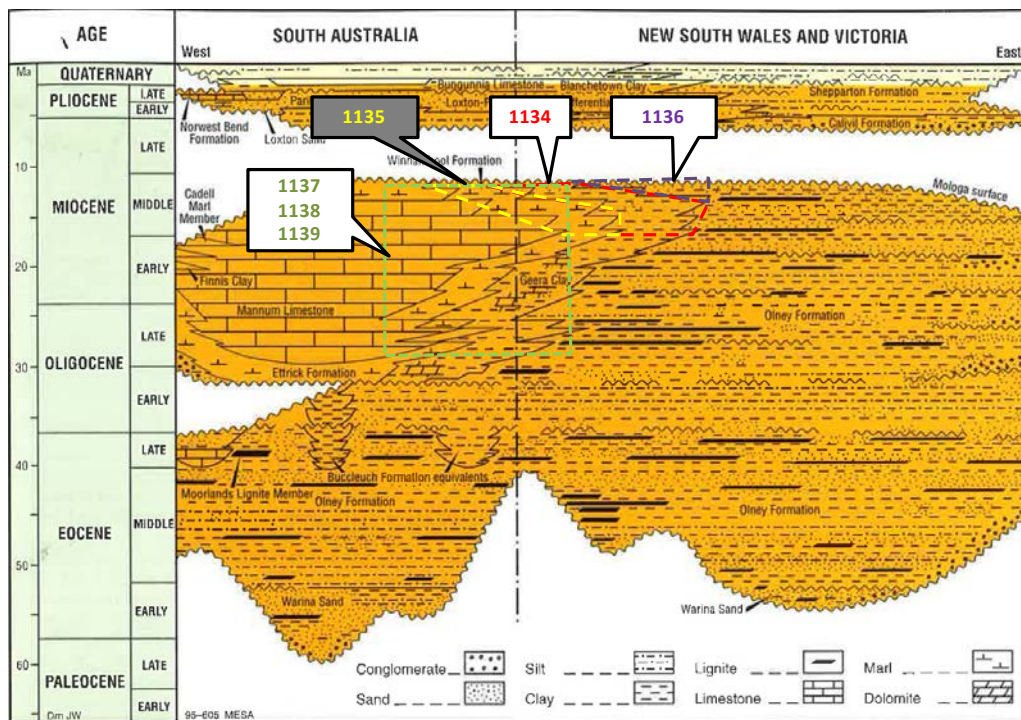 AGE
SOUTH AUSTRALIA
NEW SOUTH WALES AND VICTORIA
West
East
Ma
QUATERNARY
PLIOCENE
LATE
EARLY
Bungunnia Limestone
Blanchetown Clay
Shepparton Formation
Loxton-
Calivil Formation
Norwest Bend
Formation
Loxton Sand
1135
1134
1136
Formation
10
LATE
MIOCENE
MIDDLE
EARLY
Cadell
Marl
Member
1137
1138
1139
Mologa surface
20
Finnis Clay
Geera Clay
Mannum Limestone
Olney Formation
OLIGOCENE
LATE
EARLY
30
Ettrick Formation
EOCENE
LATE
MIDDLE
EARLY
40
Buccleuch Formation equivalents
Moorlands Lignite Member
Olney Formation
Olney Formation
50
Warina Sand
Warina Sand
60
PALEOCENE
LATE
EARLY
Conglomerate
Silt
Lignite
Marl
Sand
Clay
Limestone
Dolomite
Dm JW
95-605 MESA